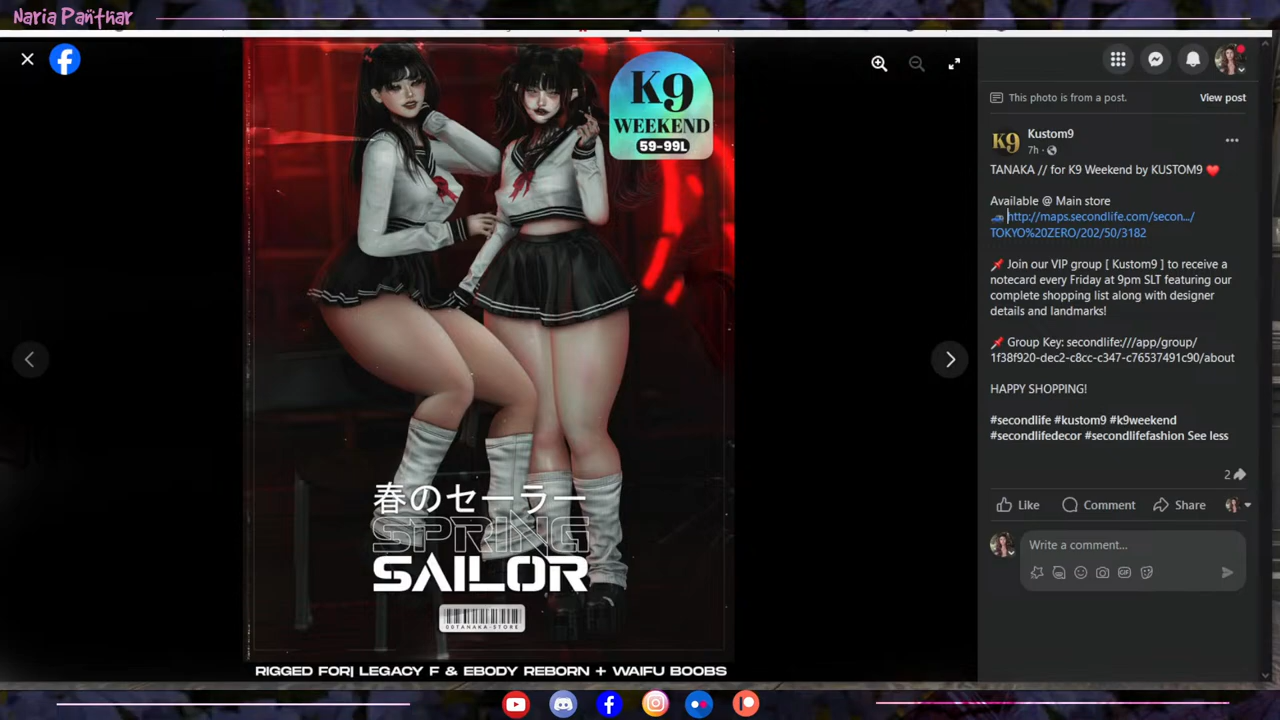 Naria Panthar
K9
WEEKEND
59-99L
春のセーラー
SPRING
SAILOR
00TANAKA-STORE
RIGGED FOR| LEGACY F & EBODY REBORN + WAIFU BOOBS
This photo is from a post.
View post
K9
Kustom9
7h ·
TANAKA // for K9 Weekend by KUSTOM9 ❤️
Available @ Main store
🚙 http://maps.secondlife.com/secon.../
TOKYO%20ZERO/202/50/3182
📌 Join our VIP group [ Kustom9 ] to receive a
notecard every Friday at 9pm SLT featuring our
complete shopping list along with designer
details and landmarks!
📌 Group Key: secondlife:///app/group/
1f38f920-dec2-c8cc-c347-c76537491c90/about
HAPPY SHOPPING!
#secondlife #kustom9 #k9weekend
#secondlifedecor #secondlifefashion See less
2
Like Comment Share
Write a comment...
GIF